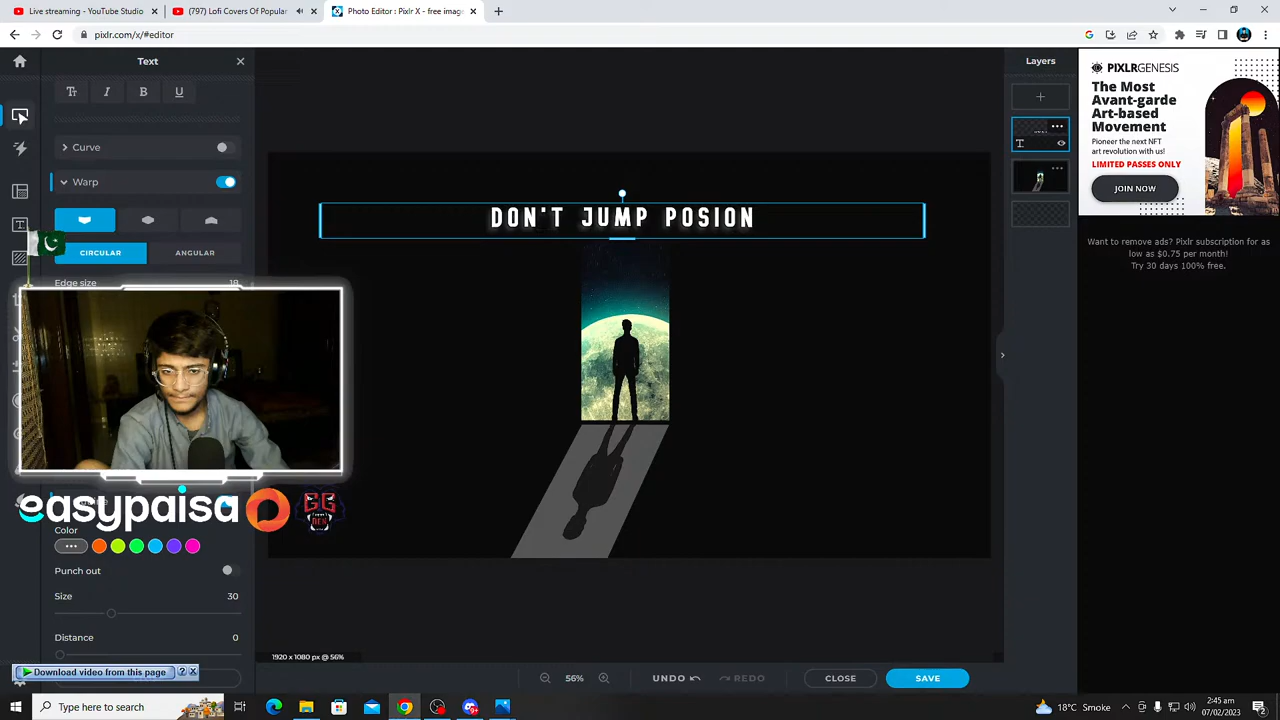 Live streaming - YouTube Studio
(797) Lofi Covers Of Popular
Photo Editor : Pixlr X - free imag
pixlr.com/x/#editor
Text
Layers
Curve
Warp
CIRCULAR
ANGULAR
Edge size
18
DON'T JUMP POSION
easypaisa
GG
DEN
Color
Punch out
Size
30
Distance
0
Download video from this page
?
1920 x 1080 px @ 56%
56%
UNDO
REDO
CLOSE
SAVE
PIXLRGENESIS
The Most
Avant-garde
Art-based
Movement
Pioneer the next NFT
art revolution with us!
LIMITED PASSES ONLY
JOIN NOW
Want to remove ads? Pixlr subscription for as
low as $0.75 per month!
Try 30 days 100% free.
Type here to search
18°C Smoke
2:45 am
07/02/2023
2